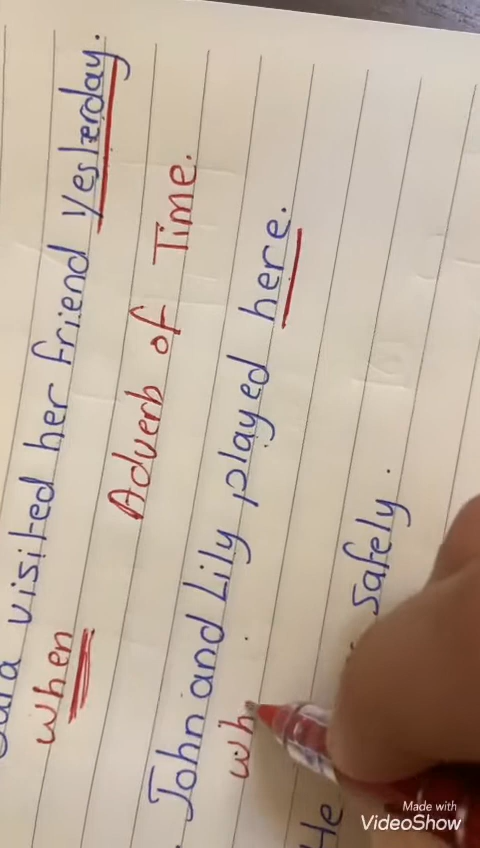 visited her friend Yesterday.
when
Adverb of Time.
John and Lily played here.
wh
He safely.
Made with
VideoShow